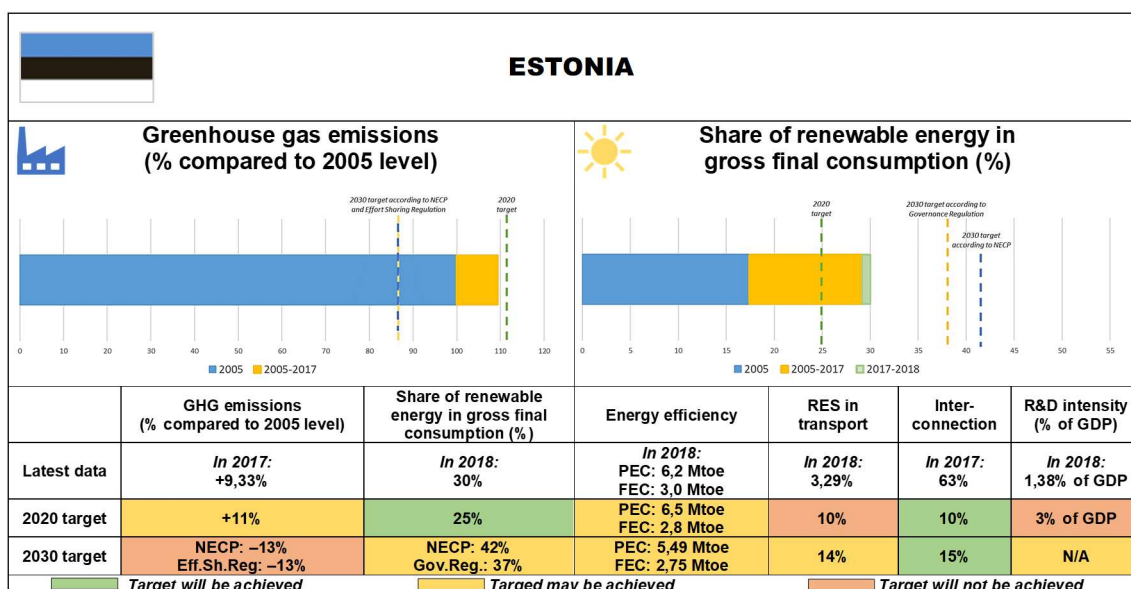 ESTONIA
Greenhouse gas emissions
(% compared to 2005 level)
2030 target according to NECP
and Effort Sharing Regulation
2020
target
0 10 20 30 40 50 60 70 80 90 100 110 120
2005 2005-2017
Share of renewable energy in
gross final consumption (%)
2020
target
2030 target according to
Governance Regulation
2030 target
according to NECP
0 5 10 15 20 25 30 35 40 45 50 55
2005 2005-2017 2017-2018
GHG emissions
(% compared to 2005 level)
Share of renewable
energy in gross final
consumption (%)
Energy efficiency
RES in
transport
Inter-
connection
R&D intensity
(% of GDP)
Latest data
In 2017:
+9,33%
In 2018:
30%
In 2018:
PEC: 6,2 Mtoe
FEC: 3,0 Mtoe
In 2018:
3,29%
In 2017:
63%
In 2018:
1,38% of GDP
2020 target
+11%
25%
PEC: 6,5 Mtoe
FEC: 2,8 Mtoe
10%
10%
3% of GDP
2030 target
NECP: –13%
Eff.Sh.Reg: –13%
NECP: 42%
Gov.Reg.: 37%
PEC: 5,49 Mtoe
FEC: 2,75 Mtoe
14%
15%
N/A
Target will be achieved
Targed may be achieved
Target will not be achieved